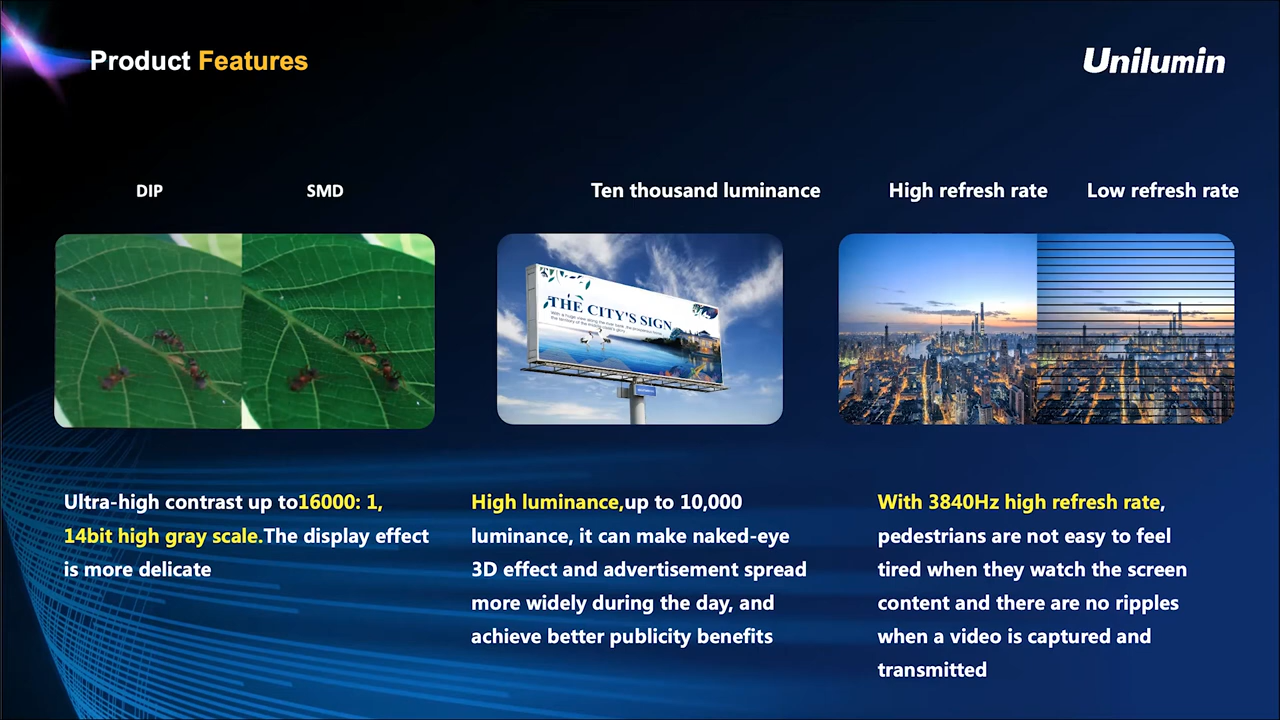 Product Features
Unilumin
DIP
SMD
Ten thousand luminance
High refresh rate
Low refresh rate
THE CITY'S SIGN
Ultra-high contrast up to16000: 1,
14bit high gray scale.The display effect
is more delicate
High luminance,up to 10,000
luminance, it can make naked-eye
3D effect and advertisement spread
more widely during the day, and
achieve better publicity benefits
With 3840Hz high refresh rate,
pedestrians are not easy to feel
tired when they watch the screen
content and there are no ripples
when a video is captured and
transmitted